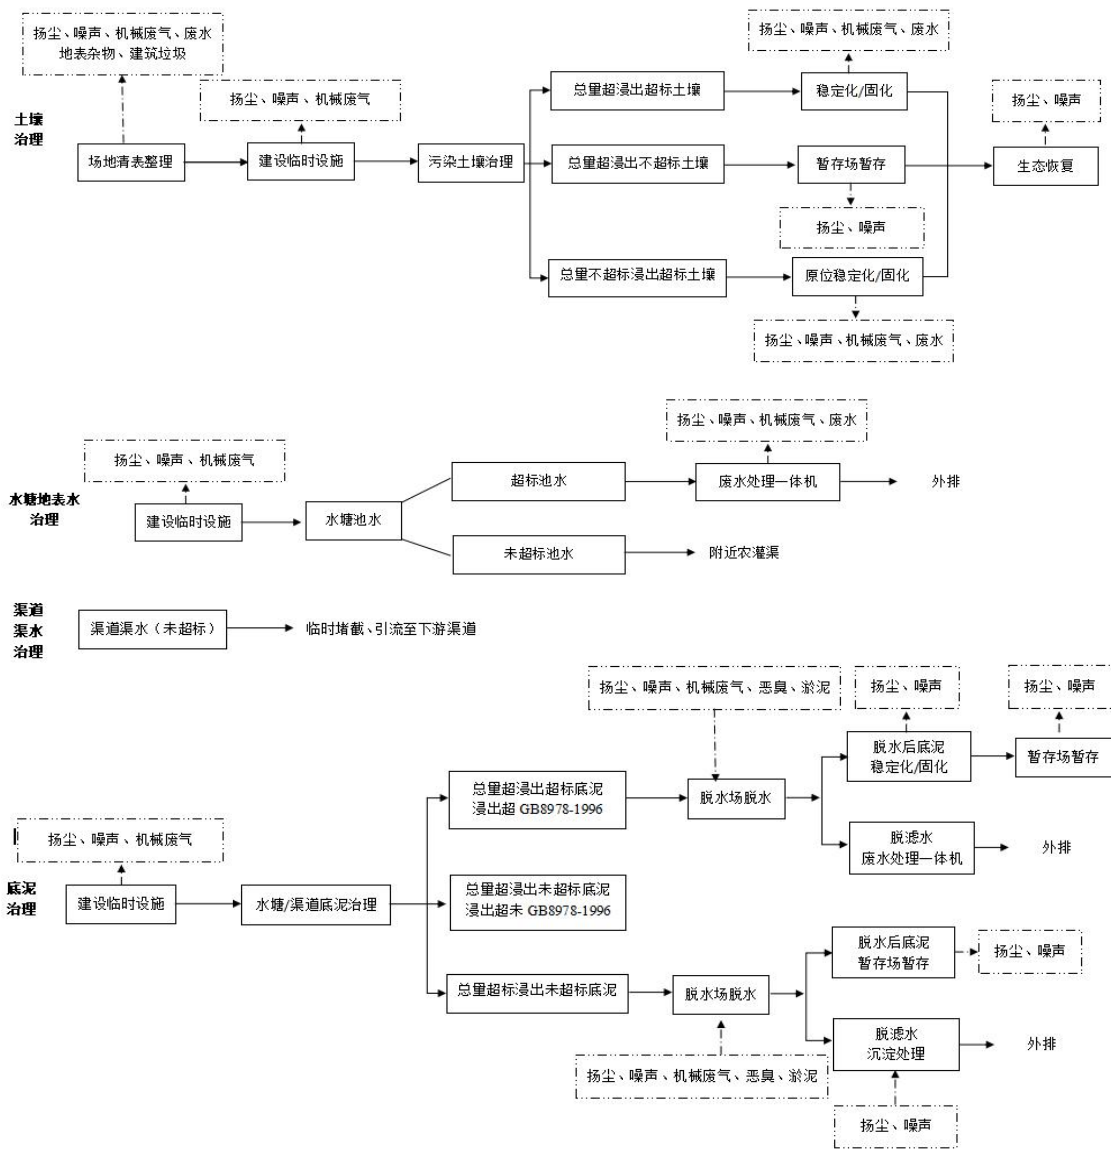 扬尘、噪声、机械废气、废水
地表杂物、建筑垃圾
扬尘、噪声、机械废气
扬尘、噪声、机械废气、废水
扬尘、噪声
土壤
治理
场地清表整理
建设临时设施
污染土壤治理
总量超浸出超标土壤
稳定化/固化
总量超浸出不超标土壤
暂存场暂存
生态恢复
扬尘、噪声
总量不超标浸出超标土壤
原位稳定化/固化
扬尘、噪声、机械废气、废水
扬尘、噪声、机械废气、废水
扬尘、噪声、机械废气
水塘地表水
治理
建设临时设施
水塘池水
超标池水
废水处理一体机
外排
未超标池水
附近农灌渠
渠道
渠水
治理
渠道渠水（未超标）
临时堵截、引流至下游渠道
扬尘、噪声、机械废气、恶臭、淤泥
扬尘、噪声
扬尘、噪声
脱水后底泥
稳定化/固化
暂存场暂存
总量超浸出超标底泥
浸出超 GB8978-1996
脱水场脱水
脱滤水
废水处理一体机
外排
扬尘、噪声、机械废气
底泥
治理
建设临时设施
水塘/渠道底泥治理
总量超浸出未超标底泥
浸出超未 GB8978-1996
脱水后底泥
暂存场暂存
扬尘、噪声
总量超标浸出未超标底泥
脱水场脱水
脱滤水
沉淀处理
外排
扬尘、噪声、机械废气、恶臭、淤泥
扬尘、噪声